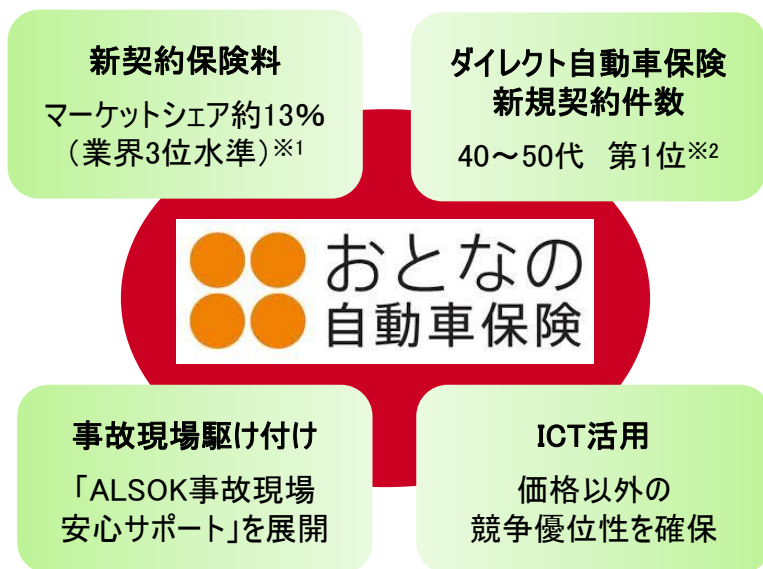 新契約保険料
マーケットシェア約13%
（業界3位水準）※1
ダイレクト自動車保険
新規契約件数
40～50代　第1位※2
おとなの
自動車保険
事故現場駆け付け
「ALSOK事故現場
安心サポート」を展開
ICT活用
価格以外の
競争優位性を確保